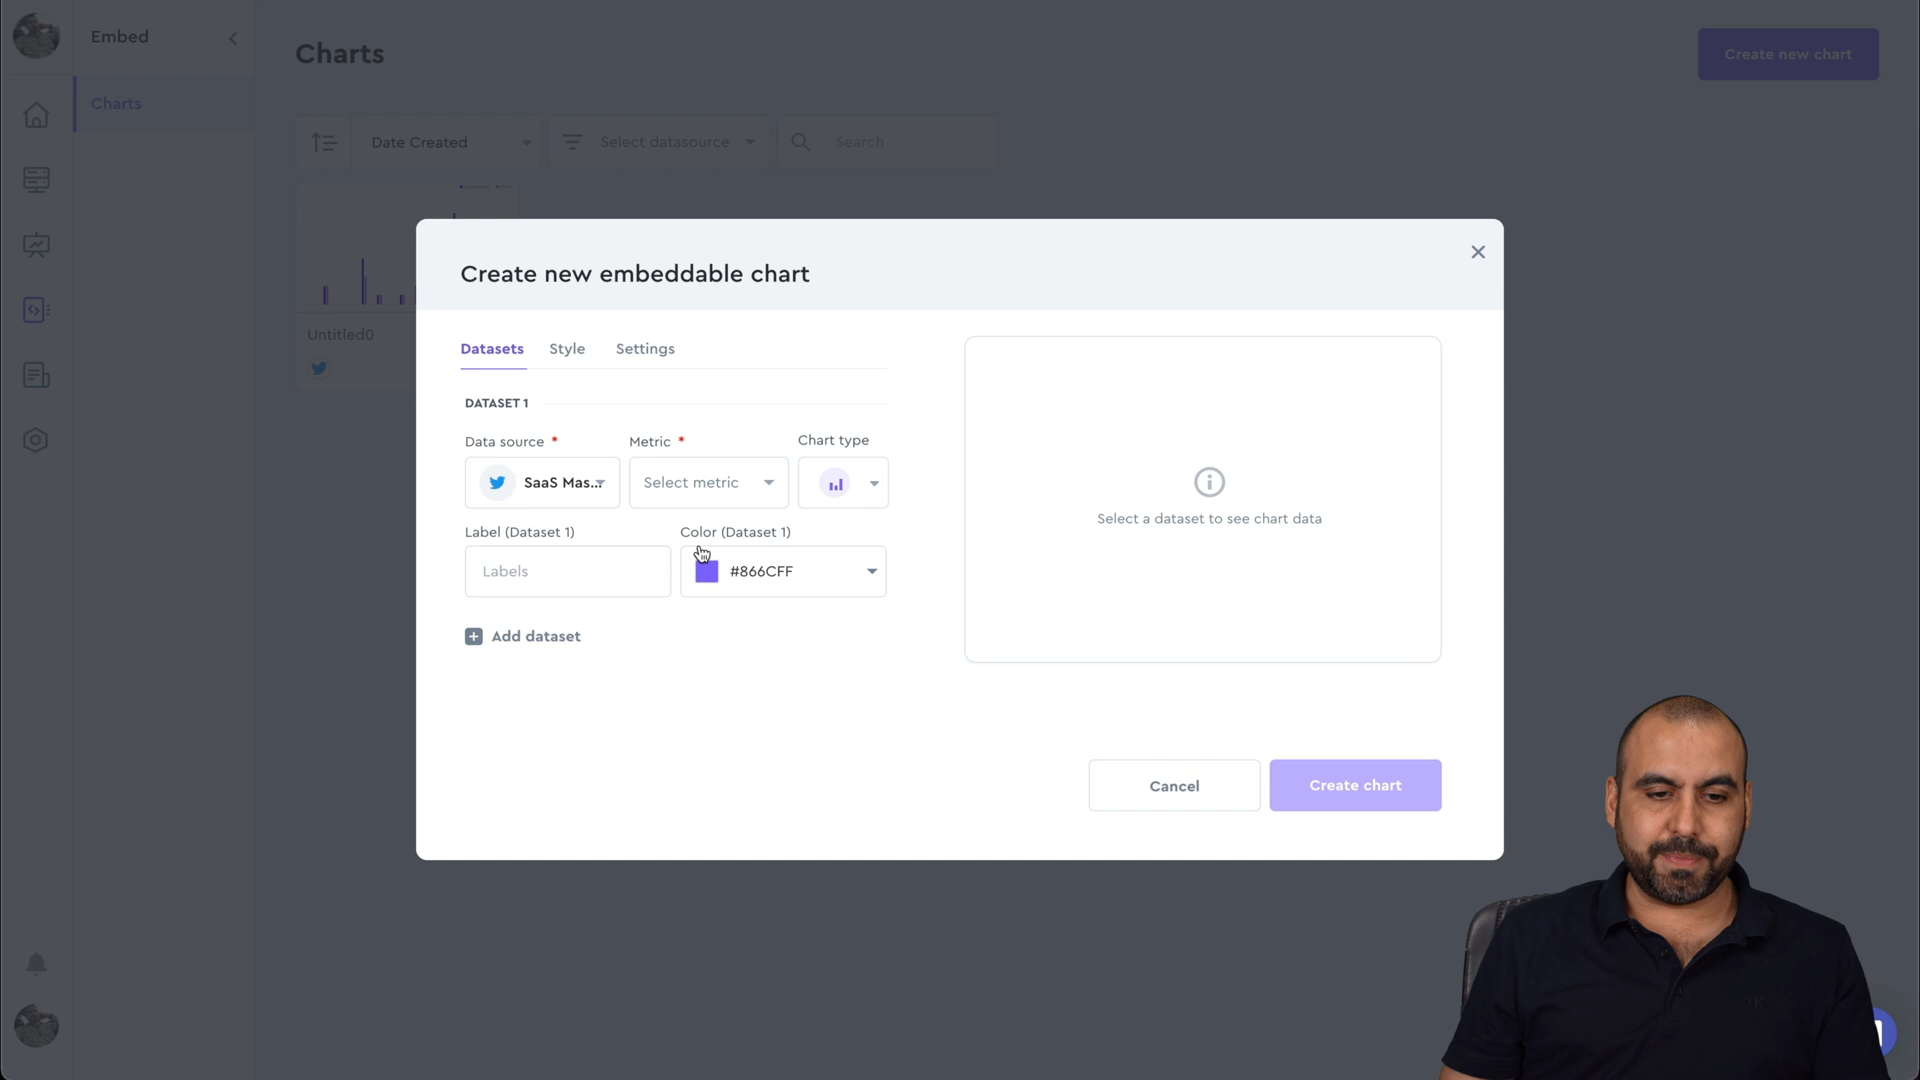 Embed
Charts
Create new chart
Charts
Date Created
Select datasource
Search
Untitled0
Create new embeddable chart
Datasets
Style
Settings
DATASET 1
Data source *
Metric *
Chart type
SaaS Mas...
Select metric
Label (Dataset 1)
Color (Dataset 1)
Labels
#866CFF
Add dataset
Select a dataset to see chart data
Cancel
Create chart